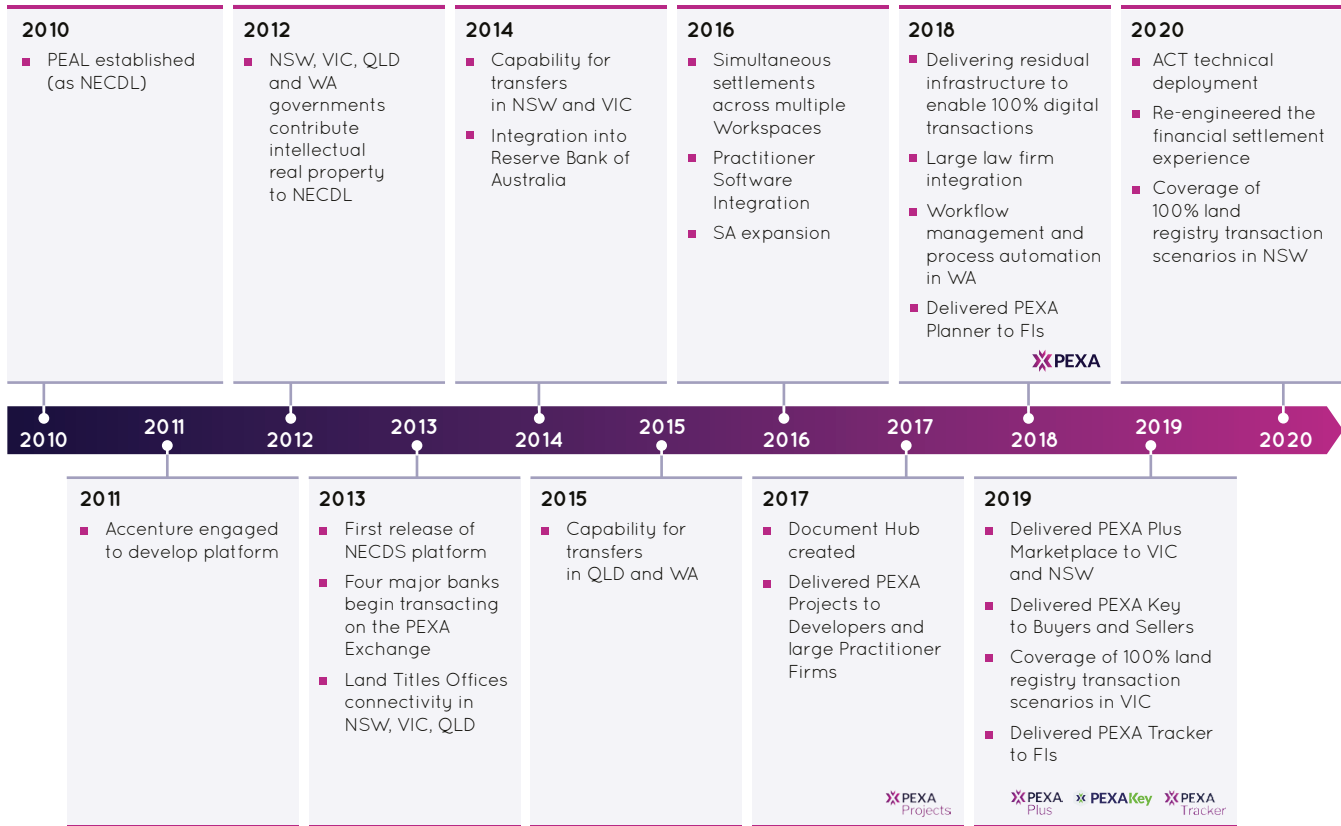 2010
PEAL established
(as NECDL)
2012
NSW, VIC, QLD
and WA
governments
contribute
intellectual
real property
to NECDL
2014
Capability for
transfers
in NSW and VIC
Integration into
Reserve Bank of
Australia
2016
Simultaneous
settlements
across multiple
Workspaces
Practitioner
Software
Integration
SA expansion
2018
Delivering residual
infrastructure to
enable 100% digital
transactions
Large law firm
integration
Workflow
management and
process automation
in WA
Delivered PEXA
Planner to FIs
PEXA
2020
ACT technical
deployment
Re-engineered the
financial settlement
experience
Coverage of
100% land
registry transaction
scenarios in NSW
2010
2011
2012
2013
2014
2015
2016
2017
2018
2019
2020
2011
Accenture engaged
to develop platform
2013
First release of
NECDS platform
Four major banks
begin transacting
on the PEXA
Exchange
Land Titles Offices
connectivity in
NSW, VIC, QLD
2015
Capability for
transfers
in QLD and WA
2017
Document Hub
created
Delivered PEXA
Projects to
Developers and
large Practitioner
Firms
PEXA
Projects
2019
Delivered PEXA Plus
Marketplace to VIC
and NSW
Delivered PEXA Key
to Buyers and Sellers
Coverage of 100% land
registry transaction
scenarios in VIC
Delivered PEXA Tracker
to FIs
PEXA
Plus
PEXAKey
PEXA
Tracker